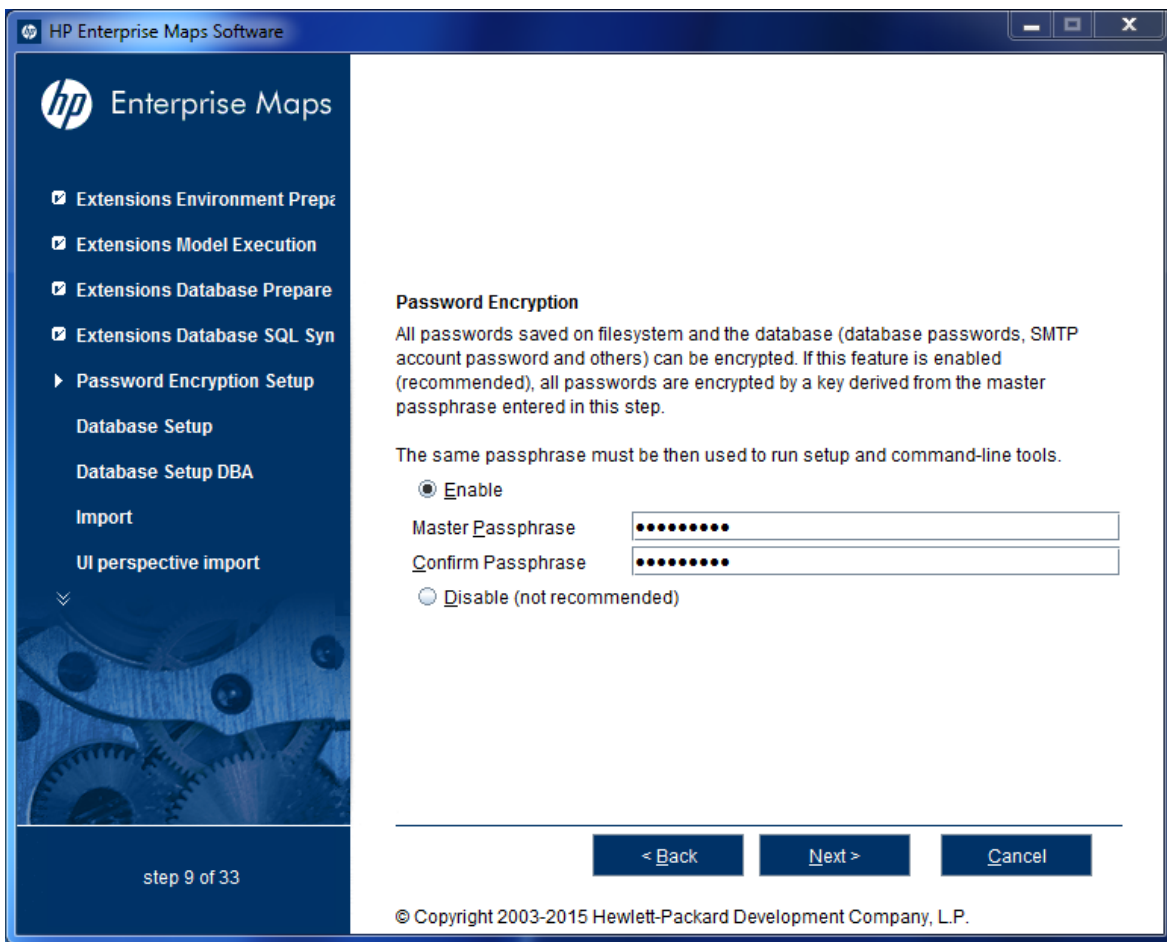 HP Enterprise Maps Software
hp Enterprise Maps
Extensions Environment Prepa
Extensions Model Execution
Extensions Database Prepare
Extensions Database SQL Syn
Password Encryption Setup
Database Setup
Database Setup DBA
Import
UI perspective import
step 9 of 33
Password Encryption
All passwords saved on filesystem and the database (database passwords, SMTP
account password and others) can be encrypted. If this feature is enabled
(recommended), all passwords are encrypted by a key derived from the master
passphrase entered in this step.
The same passphrase must be then used to run setup and command-line tools.
Enable
Master Passphrase •••••••••
Confirm Passphrase •••••••••
Disable (not recommended)
< Back Next > Cancel
© Copyright 2003-2015 Hewlett-Packard Development Company, L.P.